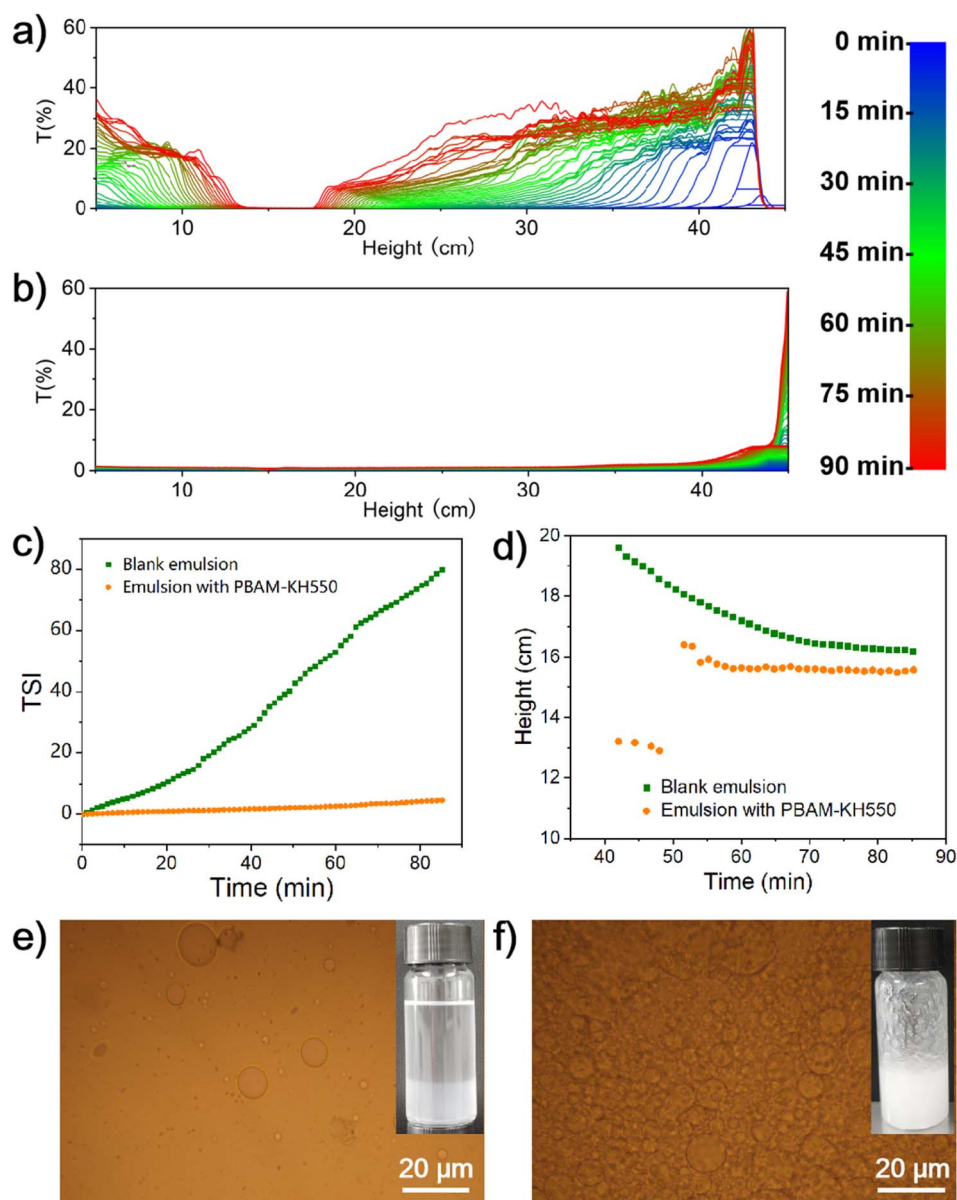 a)
60
40
20
0
T(%)
10
20
30
40
Height (cm)
0 min
15 min
30 min
45 min
60 min
75 min
90 min
b)
60
40
20
0
T(%)
10
20
30
40
Height (cm)
c)
Blank emulsion
Emulsion with PBAM-KH550
80
60
40
20
0
TSI
0
20
40
60
80
Time (min)
d)
20
18
16
14
12
10
Height (cm)
Blank emulsion
Emulsion with PBAM-KH550
40
50
60
70
80
90
Time (min)
e)
20 μm
f)
20 μm